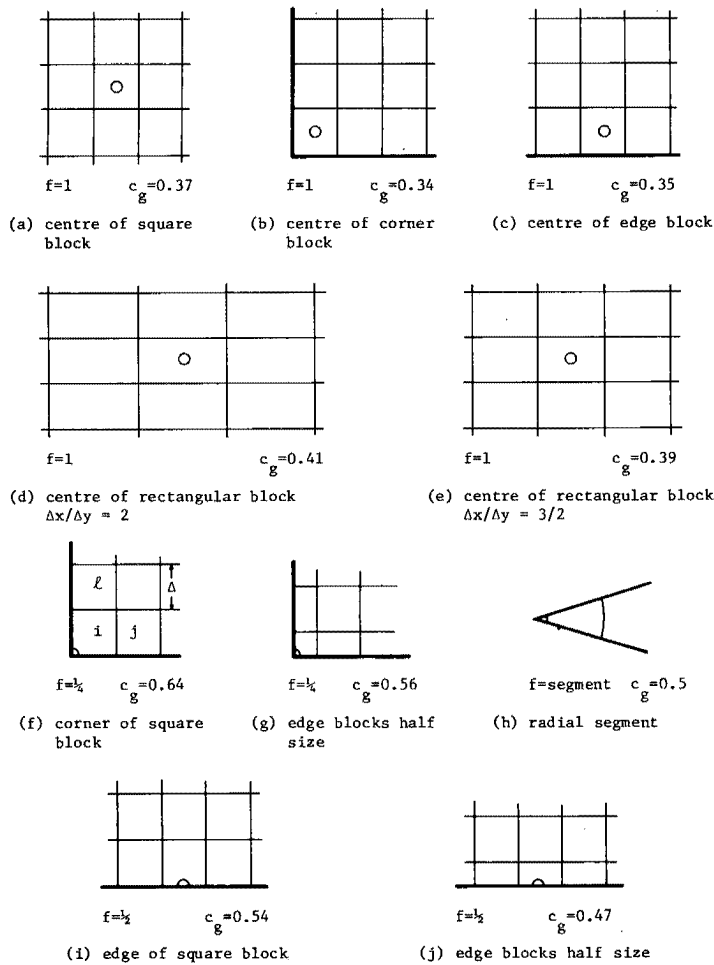 f=1 c_g=0.37
(a) centre of square
block
f=1 c_g=0.34
(b) centre of corner
block
f=1 c_g=0.35
(c) centre of edge block
f=1 c_g=0.41
(d) centre of rectangular block
Δx/Δy = 2
f=1 c_g=0.39
(e) centre of rectangular block
Δx/Δy = 3/2
ℓ
Δ
i j
f=¼ c_g=0.64
(f) corner of square
block
f=¼ c_g=0.56
(g) edge blocks half
size
f=segment c_g=0.5
(h) radial segment
f=½ c_g=0.54
(i) edge of square block
f=½ c_g=0.47
(j) edge blocks half size